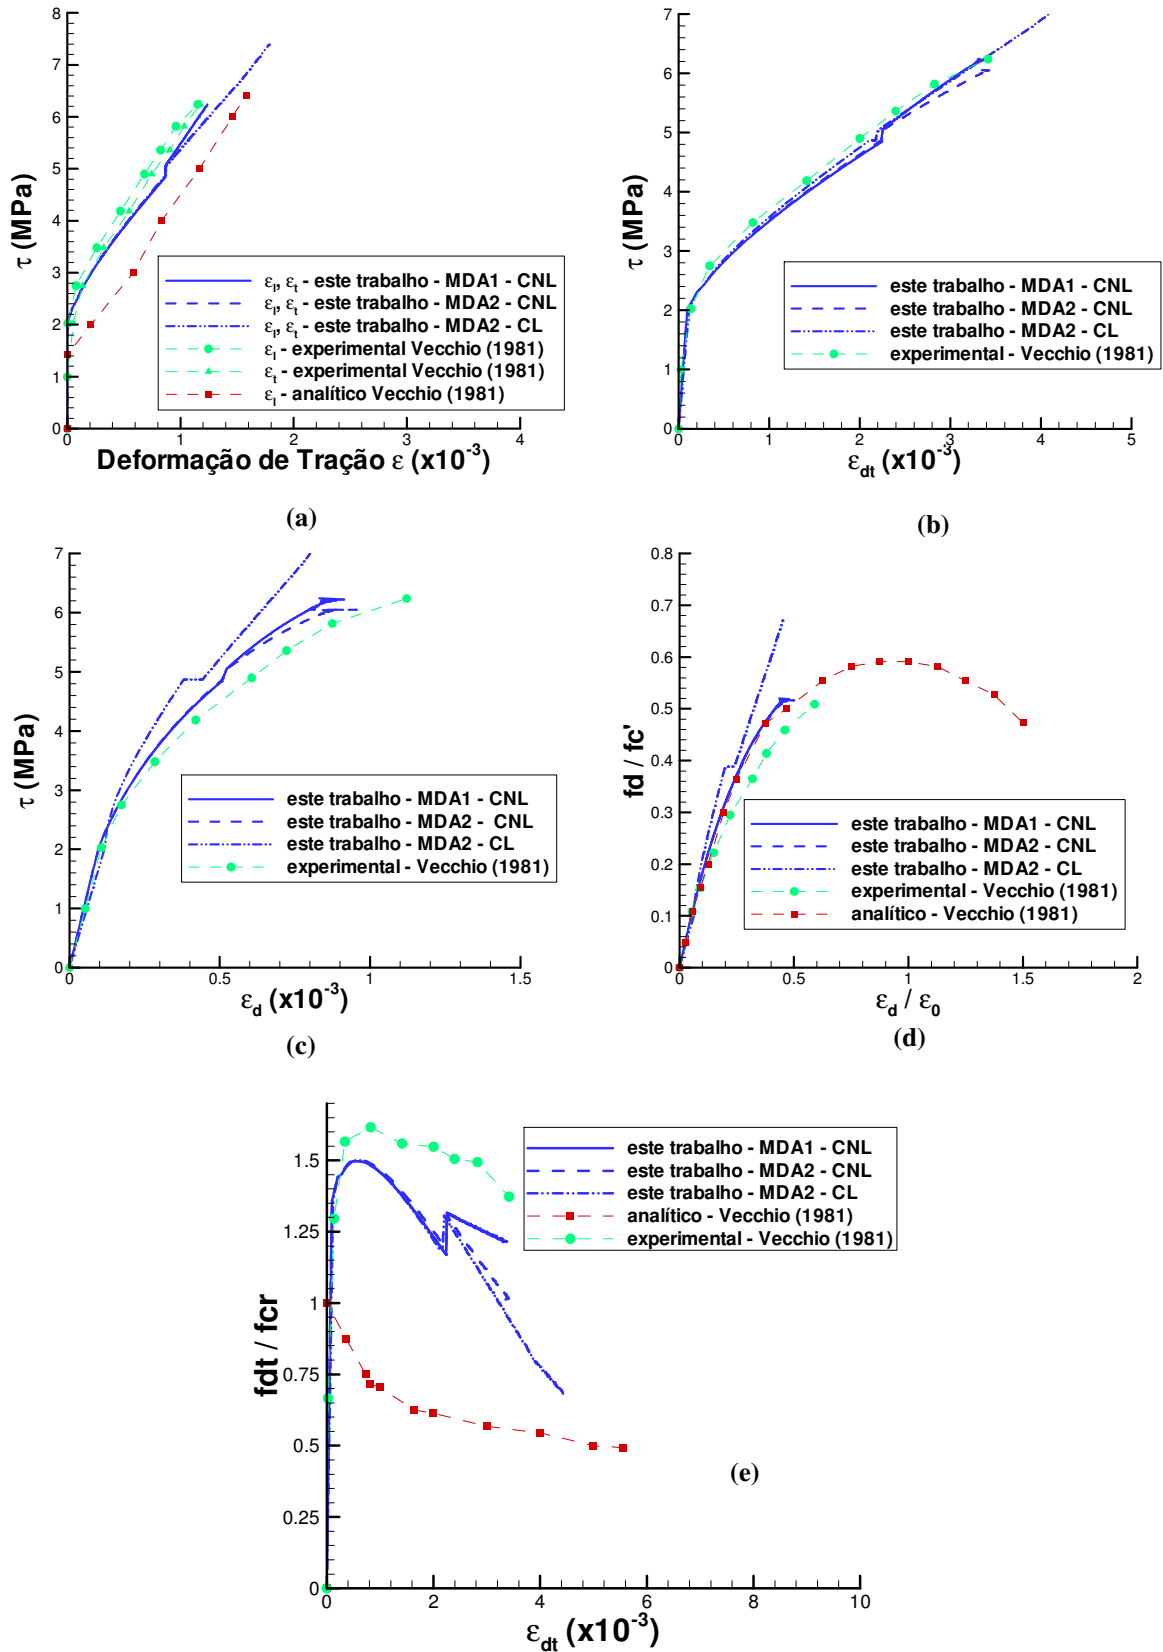 8
7
6
5
4
3
2
1
0
τ (MPa)
εl, εt - este trabalho - MDA1 - CNL
εl, εt - este trabalho - MDA2 - CNL
εl, εt - este trabalho - MDA2 - CL
εl - experimental Vecchio (1981)
εt - experimental Vecchio (1981)
εl - analítico Vecchio (1981)
0 1 2 3 4
Deformação de Tração ε (x10⁻³)
(a)
7
6
5
4
3
2
1
0
τ (MPa)
este trabalho - MDA1 - CNL
este trabalho - MDA2 - CNL
este trabalho - MDA2 - CL
experimental - Vecchio (1981)
0 1 2 3 4 5
εdt (x10⁻³)
(b)
7
6
5
4
3
2
1
0
τ (MPa)
este trabalho - MDA1 - CNL
este trabalho - MDA2 - CNL
este trabalho - MDA2 - CL
experimental - Vecchio (1981)
0 0.5 1 1.5
εd (x10⁻³)
(c)
0.8
0.7
0.6
0.5
0.4
0.3
0.2
0.1
0
fd / fc'
este trabalho - MDA1 - CNL
este trabalho - MDA2 - CNL
este trabalho - MDA2 - CL
experimental - Vecchio (1981)
analítico - Vecchio (1981)
0 0.5 1 1.5 2
εd / ε0
(d)
1.5
1.25
1
0.75
0.5
0.25
0
fdt / fcr
este trabalho - MDA1 - CNL
este trabalho - MDA2 - CNL
este trabalho - MDA2 - CL
analítico - Vecchio (1981)
experimental - Vecchio (1981)
0 2 4 6 8 10
εdt (x10⁻³)
(e)